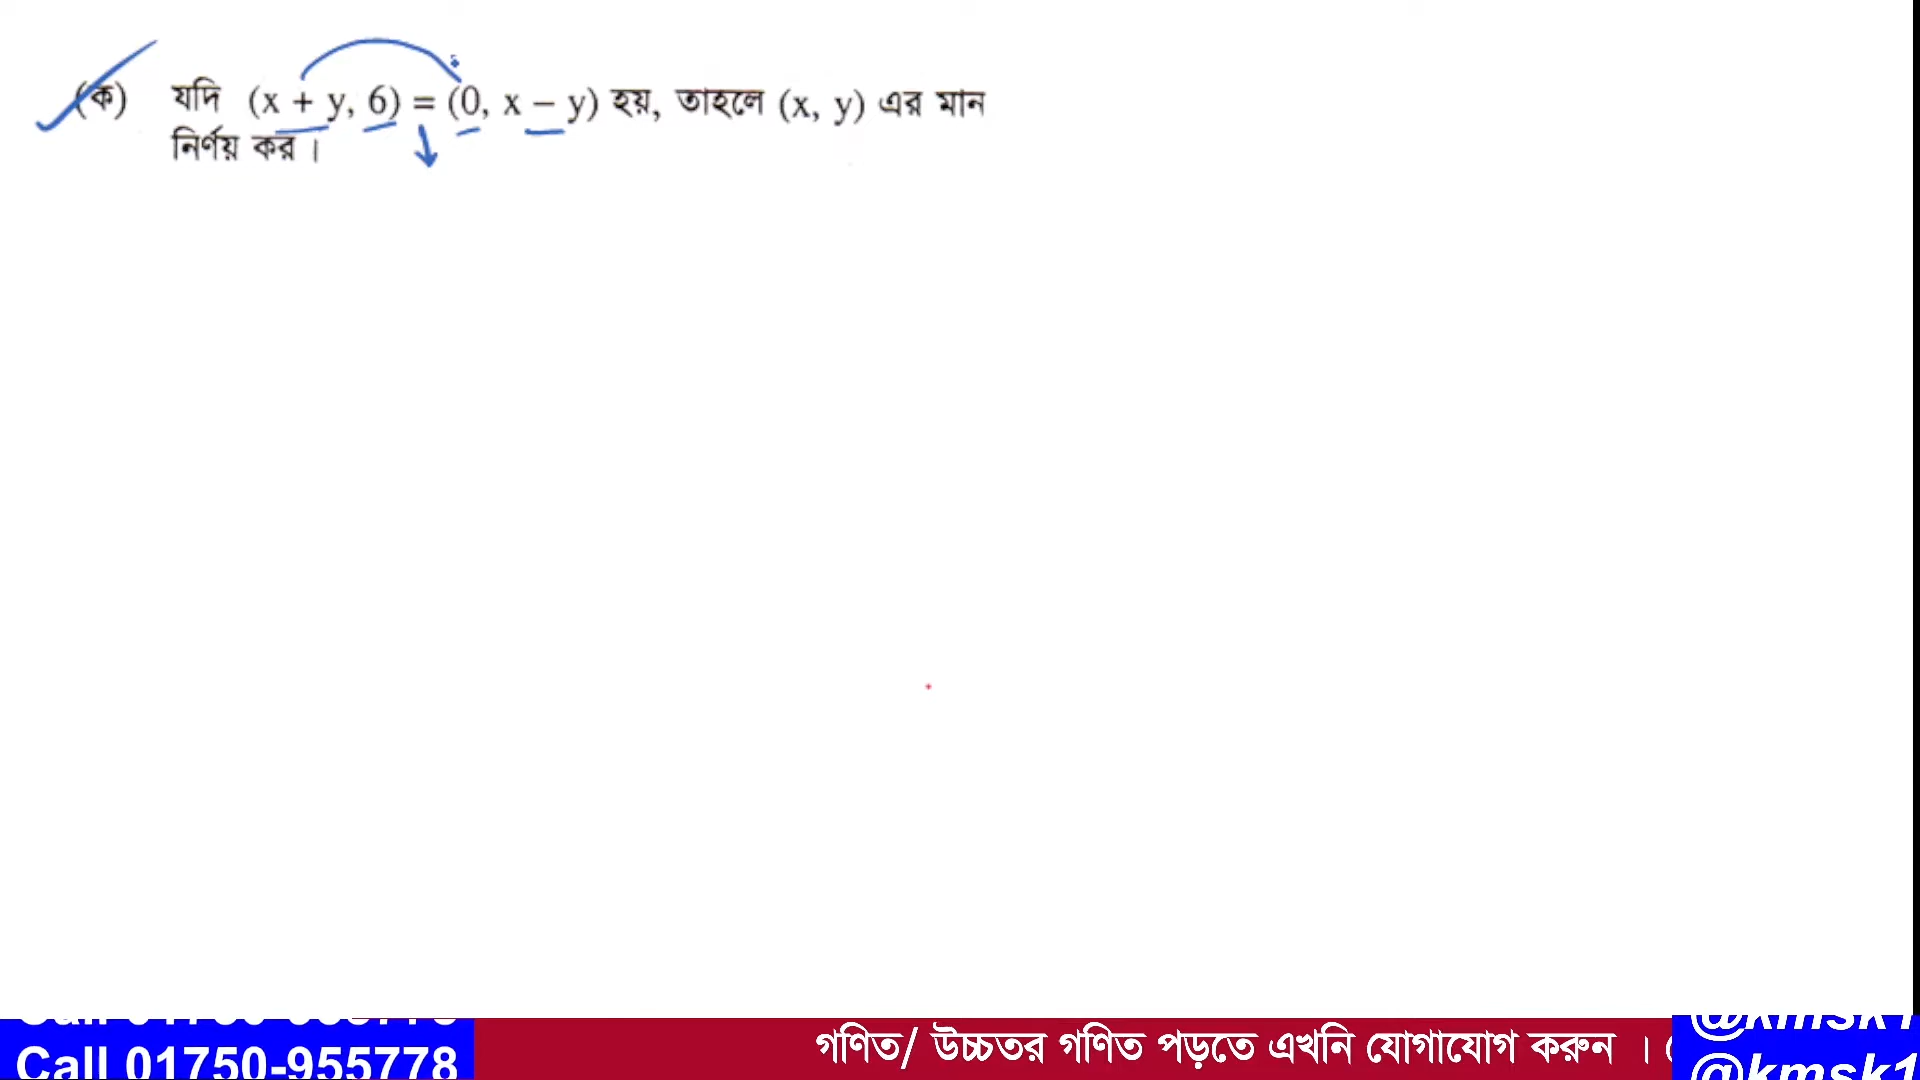 (ক) যদি (x + y, 6) = (0, x – y) হয়, তাহলে (x, y) এর মান
নির্ণয় কর ।
Call 01750-955778
গণিত/ উচ্চতর গণিত পড়তে এখনি যোগাযোগ করুন ।
@kmsk1
@kmsk1